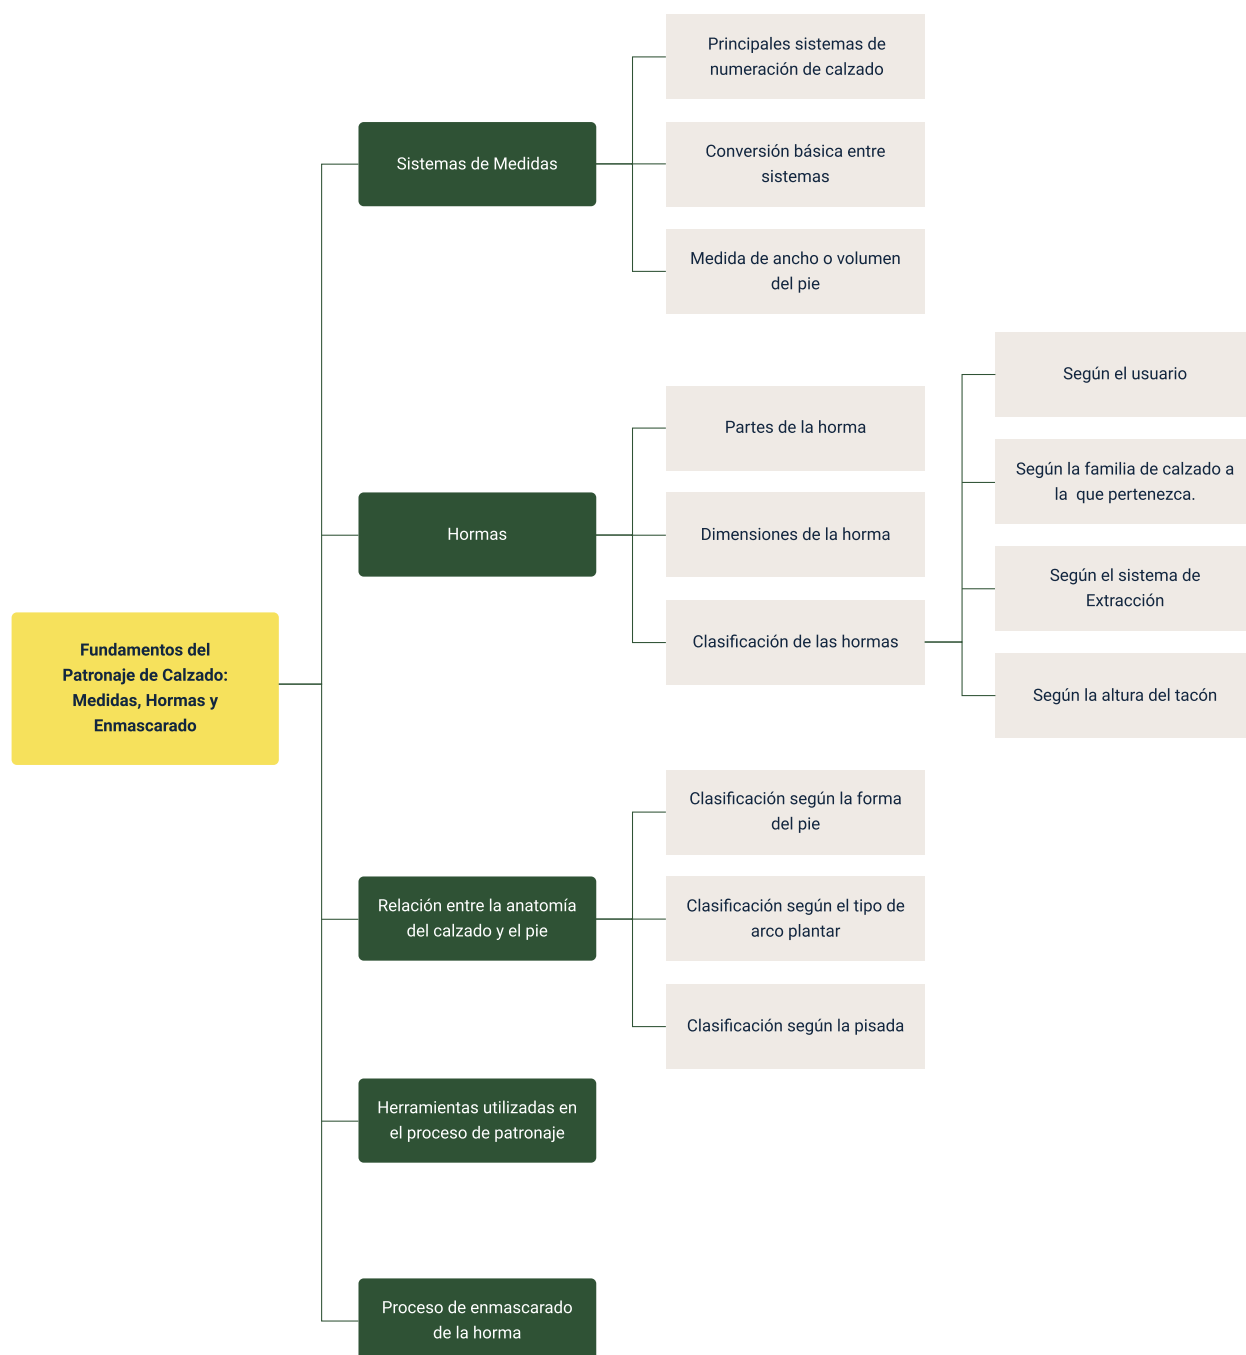 Fundamentos del
Patronaje de Calzado:
Medidas, Hormas y
Enmascarado
Sistemas de Medidas
Principales sistemas de
numeración de calzado
Conversión básica entre
sistemas
Medida de ancho o volumen
del pie
Hormas
Partes de la horma
Dimensiones de la horma
Clasificación de las hormas
Según el usuario
Según la familia de calzado a
la  que pertenezca.
Según el sistema de
Extracción
Según la altura del tacón
Relación entre la anatomía
del calzado y el pie
Clasificación según la forma
del pie
Clasificación según el tipo de
arco plantar
Clasificación según la pisada
Herramientas utilizadas en
el proceso de patronaje
Proceso de enmascarado
de la horma